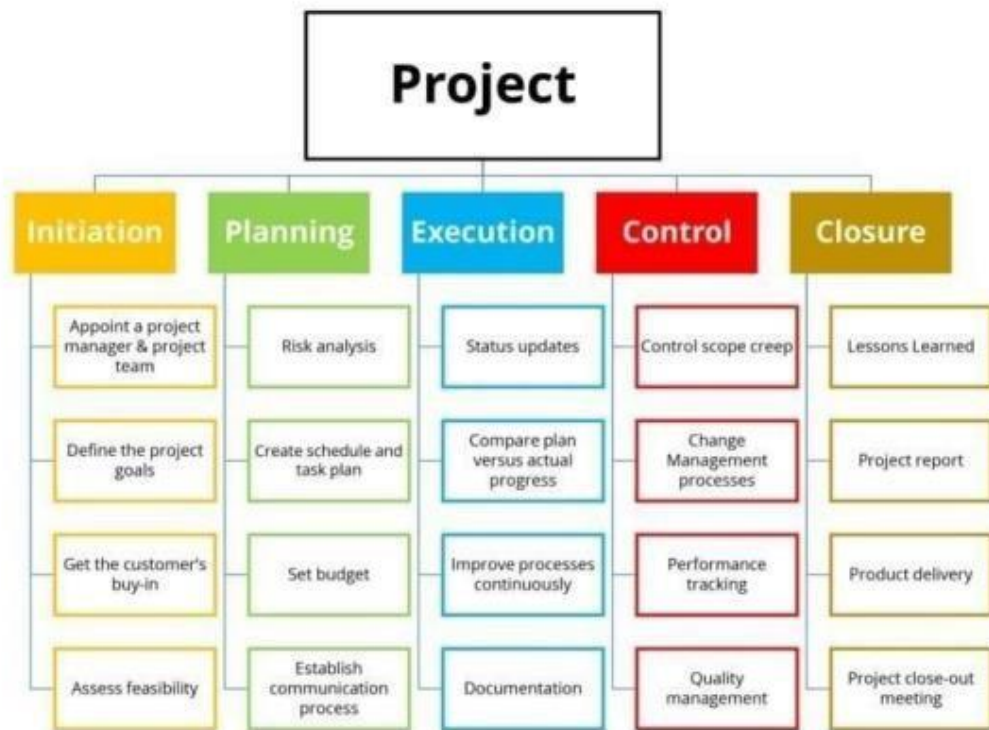 Project
Initiation
Planning
Execution
Control
Closure
Appoint a project
manager & project
team
Risk analysis
Status updates
Control scope creep
Lessons Learned
Define the project
goals
Create schedule and
task plan
Compare plan
versus actual
progress
Change
Management
processes
Project report
Get the customer's
buy-in
Set budget
Improve processes
continuously
Performance
tracking
Product delivery
Assess feasibility
Establish
communication
process
Documentation
Quality
management
Project close-out
meeting